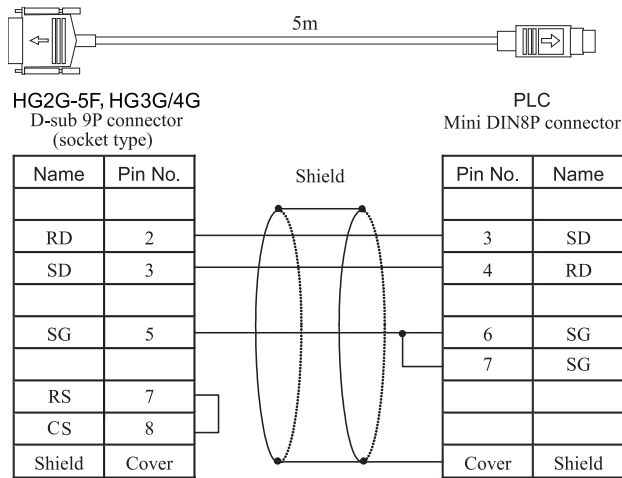 5m
HG2G-5F, HG3G/4G
D-sub 9P connector
(socket type)
PLC
Mini DIN8P connector
Name Pin No. Shield Pin No. Name
RD 2 3 SD
SD 3 4 RD
SG 5 6 SG
7 SG
RS 7
CS 8
Shield Cover Cover Shield